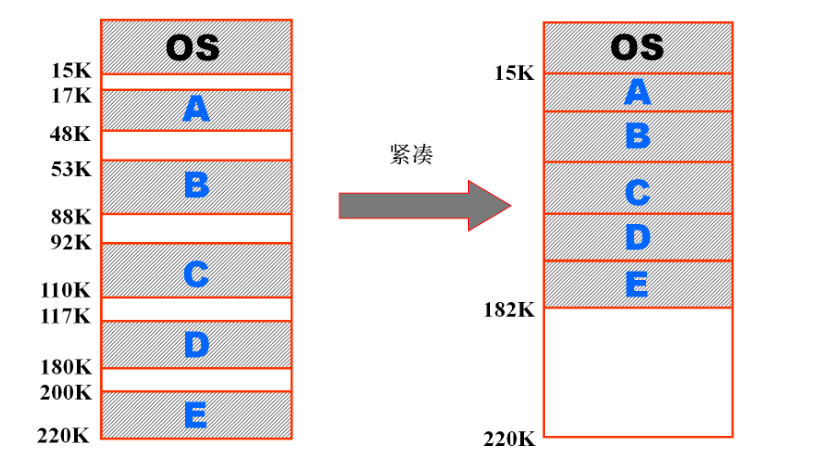 OS
15K
17K
A
48K
53K
B
88K
92K
C
110K
117K
D
180K
200K
E
220K
紧凑
OS
15K
A
B
C
D
E
182K
220K